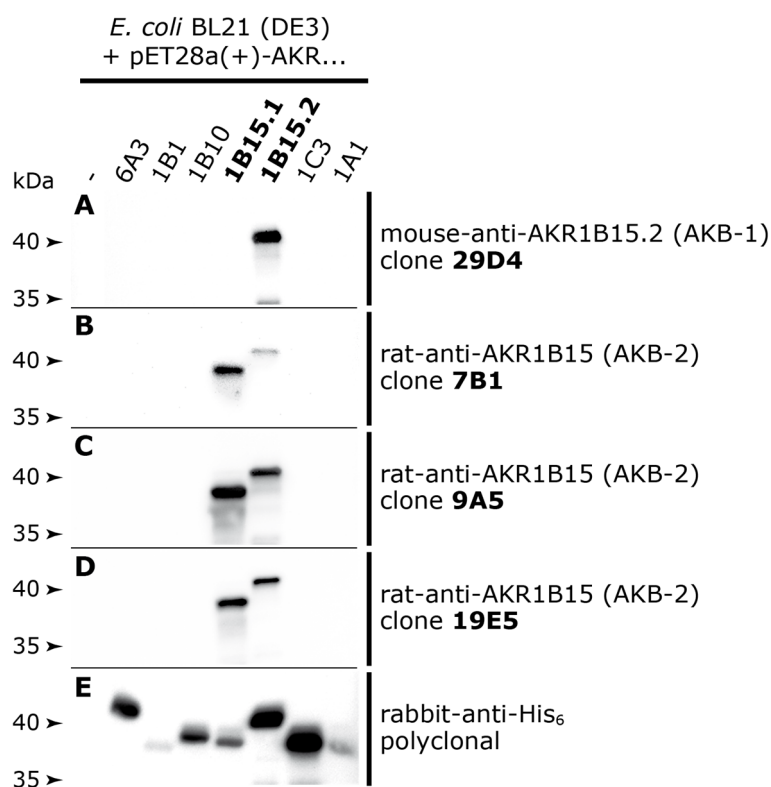 E. coli BL21 (DE3)
+ pET28a(+)-AKR...
kDa
-
6A3
1B1
1B10
1B15.1
1B15.2
1C3
1A1
A
40
35
mouse-anti-AKR1B15.2 (AKB-1)
clone 29D4
B
40
35
rat-anti-AKR1B15 (AKB-2)
clone 7B1
C
40
35
rat-anti-AKR1B15 (AKB-2)
clone 9A5
D
40
35
rat-anti-AKR1B15 (AKB-2)
clone 19E5
E
40
35
rabbit-anti-His₆
polyclonal